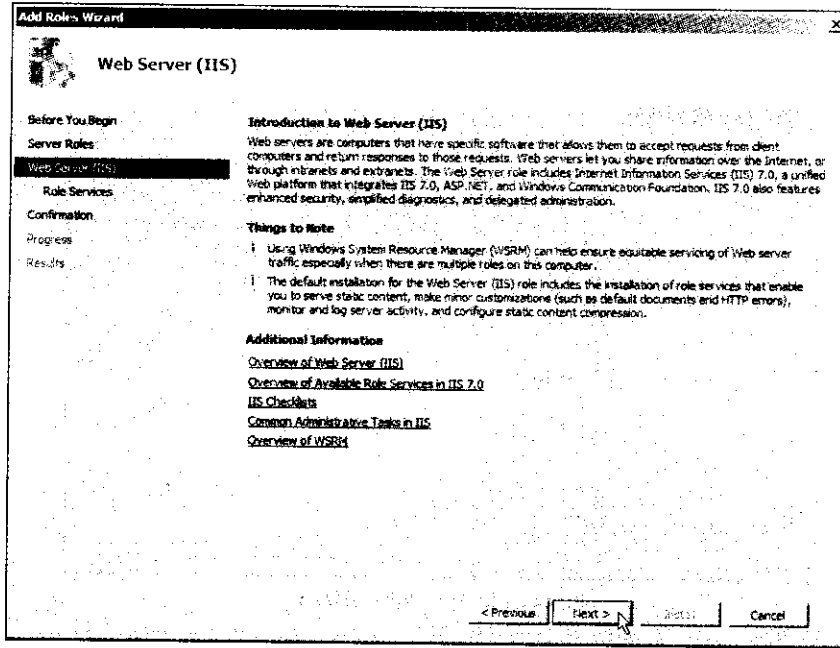 Add Roles Wizard
X
Web Server (IIS)
Before You Begin
Server Roles
Web Server (IIS)
Role Services
Confirmation
Progress
Results
Introduction to Web Server (IIS)
Web servers are computers that have specific software that allows them to accept requests from client
computers and return responses to those requests. Web servers let you share information over the Internet, or
through intranets and extranets. The Web Server role includes Internet Information Services (IIS) 7.0, a unified
Web platform that integrates IIS 7.0, ASP.NET, and Windows Communication Foundation. IIS 7.0 also features
enhanced security, simplified diagnostics, and delegated administration.
Things to Note
Using Windows System Resource Manager (WSRM) can help ensure equitable servicing of Web server
traffic especially when there are multiple roles on this computer.
The default installation for the Web Server (IIS) role includes the installation of role services that enable
you to serve static content, make minor customizations (such as default documents and HTTP errors),
monitor and log server activity, and configure static content compression.
Additional Information
Overview of Web Server (IIS)
Overview of Available Role Services in IIS 7.0
IIS Checklists
Common Administrative Tasks in IIS
Overview of WSRM
< Previous
Next >
Install
Cancel